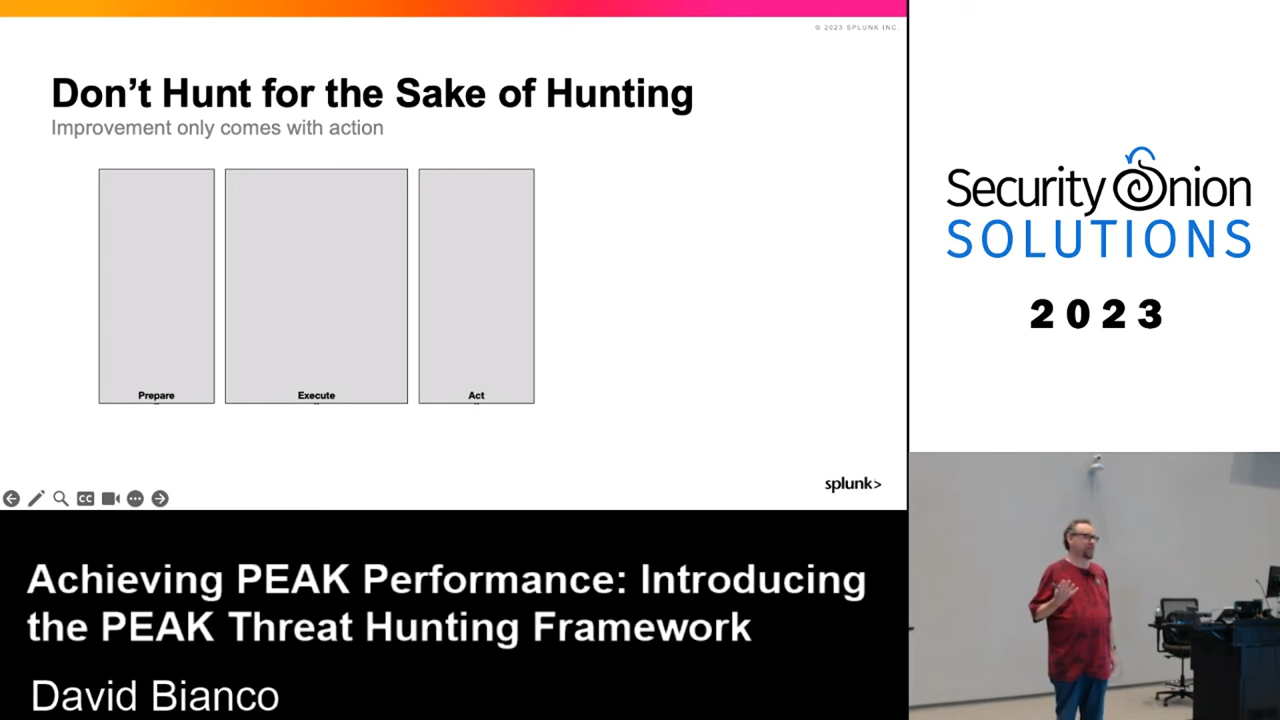 © 2023 SPLUNK INC.
Don't Hunt for the Sake of Hunting
Improvement only comes with action
Prepare
Execute
Act
CC
splunk>
Security Onion
SOLUTIONS
2023
Achieving PEAK Performance: Introducing
the PEAK Threat Hunting Framework
David Bianco